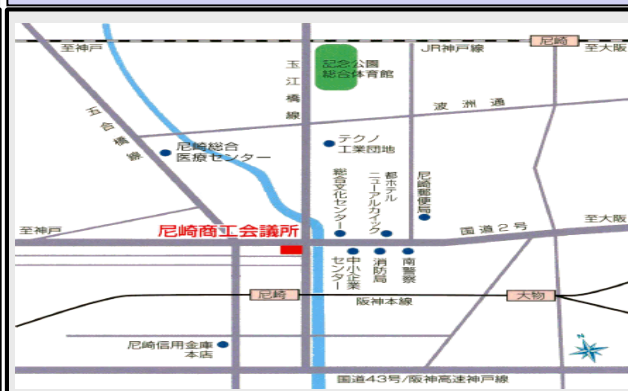 至神戸
JR神戸線
尼崎
至大阪
玉江橋線
記念公園
総合体育館
五合橋線
波洲通
テクノ
工業団地
尼崎総合
医療センター
総合文化センター
都ホテル
ニューアルカイック
尼崎郵便局
至神戸
尼崎商工会議所
国道2号
至大阪
中小企業
センター
消防局
南警察
尼崎
阪神本線
大物
尼崎信用金庫
本店
国道43号/阪神高速神戸線